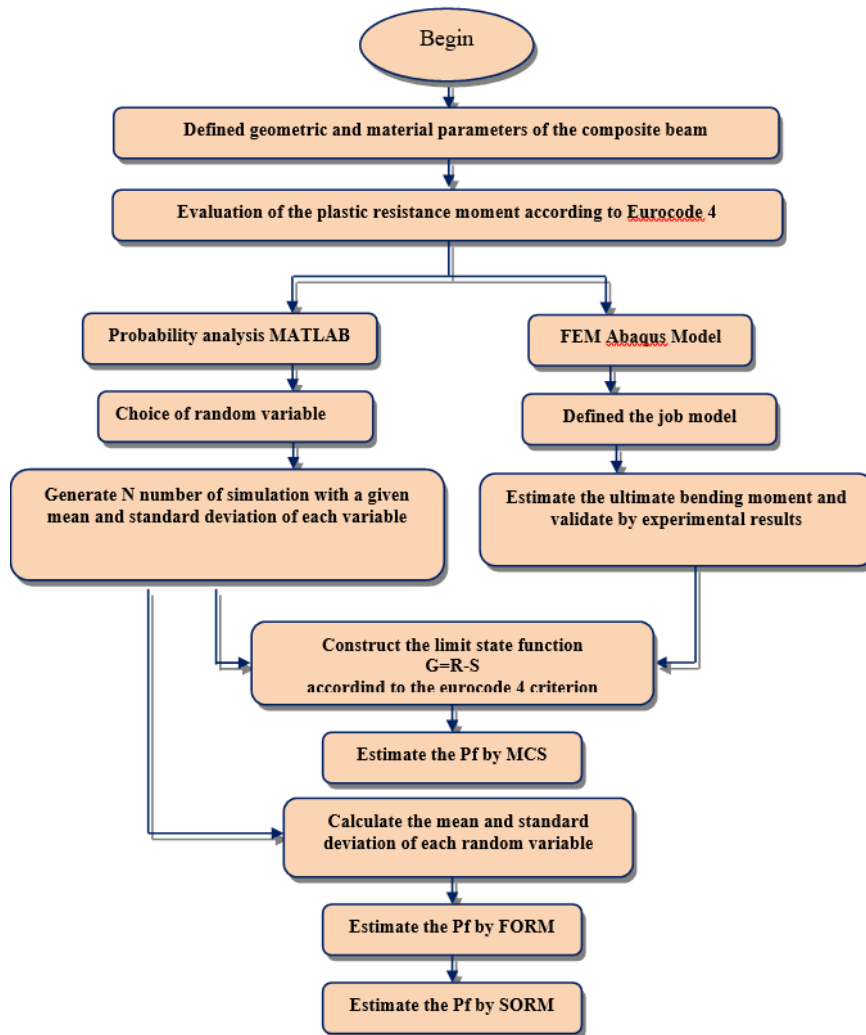 Begin
Defined geometric and material parameters of the composite beam
Evaluation of the plastic resistance moment according to Eurocode 4
Probability analysis MATLAB
FEM Abaqus Model
Choice of random variable
Defined the job model
Generate N number of simulation with a given
mean and standard deviation of each variable
Estimate the ultimate bending moment and
validate by experimental results
Construct the limit state function
G=R-S
accordind to the eurocode 4 criterion
Estimate the Pf by MCS
Calculate the mean and standard
deviation of each random variable
Estimate the Pf by FORM
Estimate the Pf by SORM